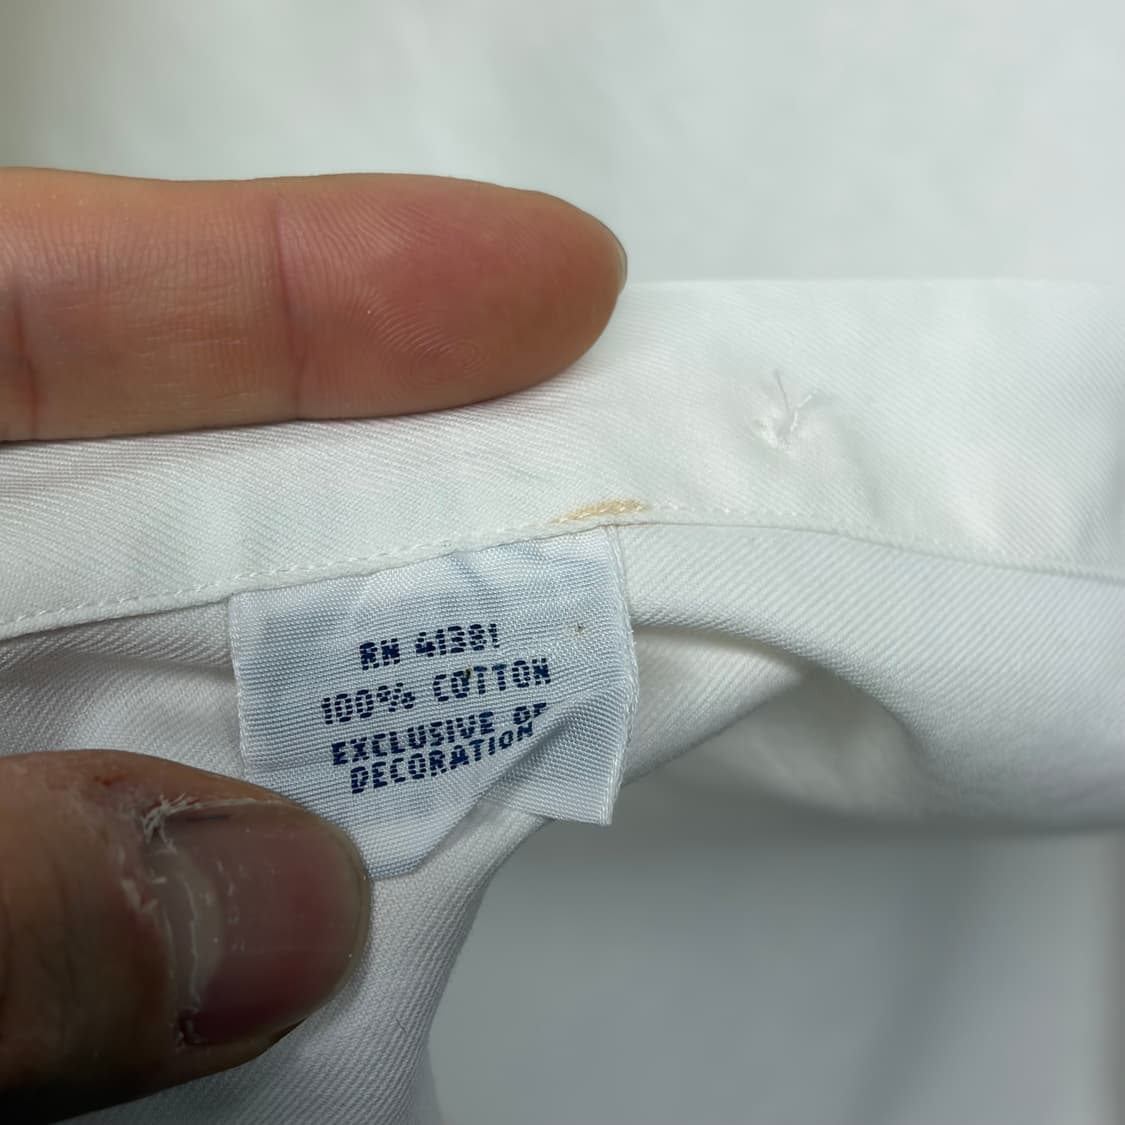 RN 41381
100% COTTON
EXCLUSIVE OF
DECORATION